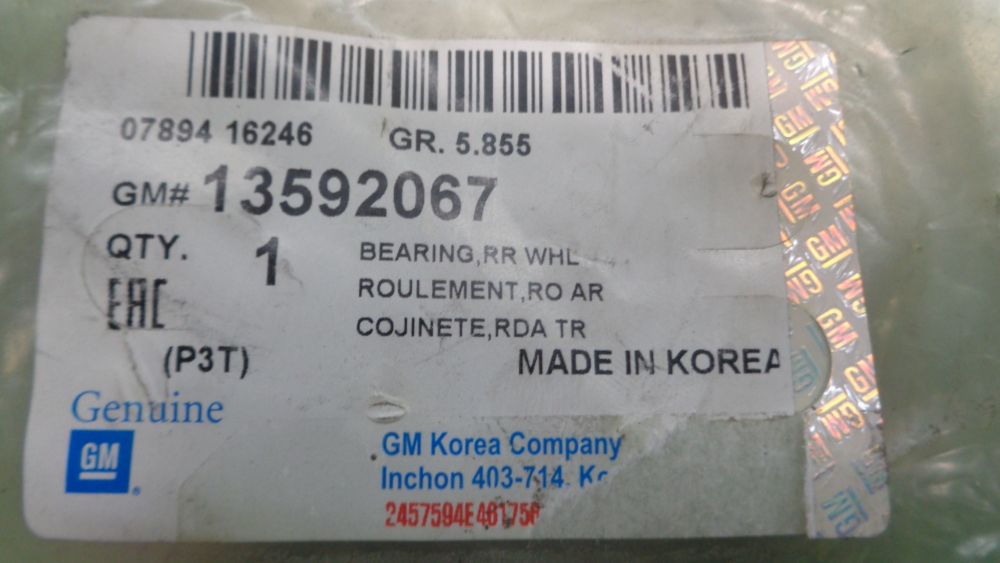 07894 16246 GR. 5.855
GM# 13592067
QTY. 1 BEARING,RR WHL
ROULEMENT,RO AR
EAC
COJINETE,RDA TR
(P3T) MADE IN KOREA
Genuine
GM
GM Korea Company
Inchon 403-714.